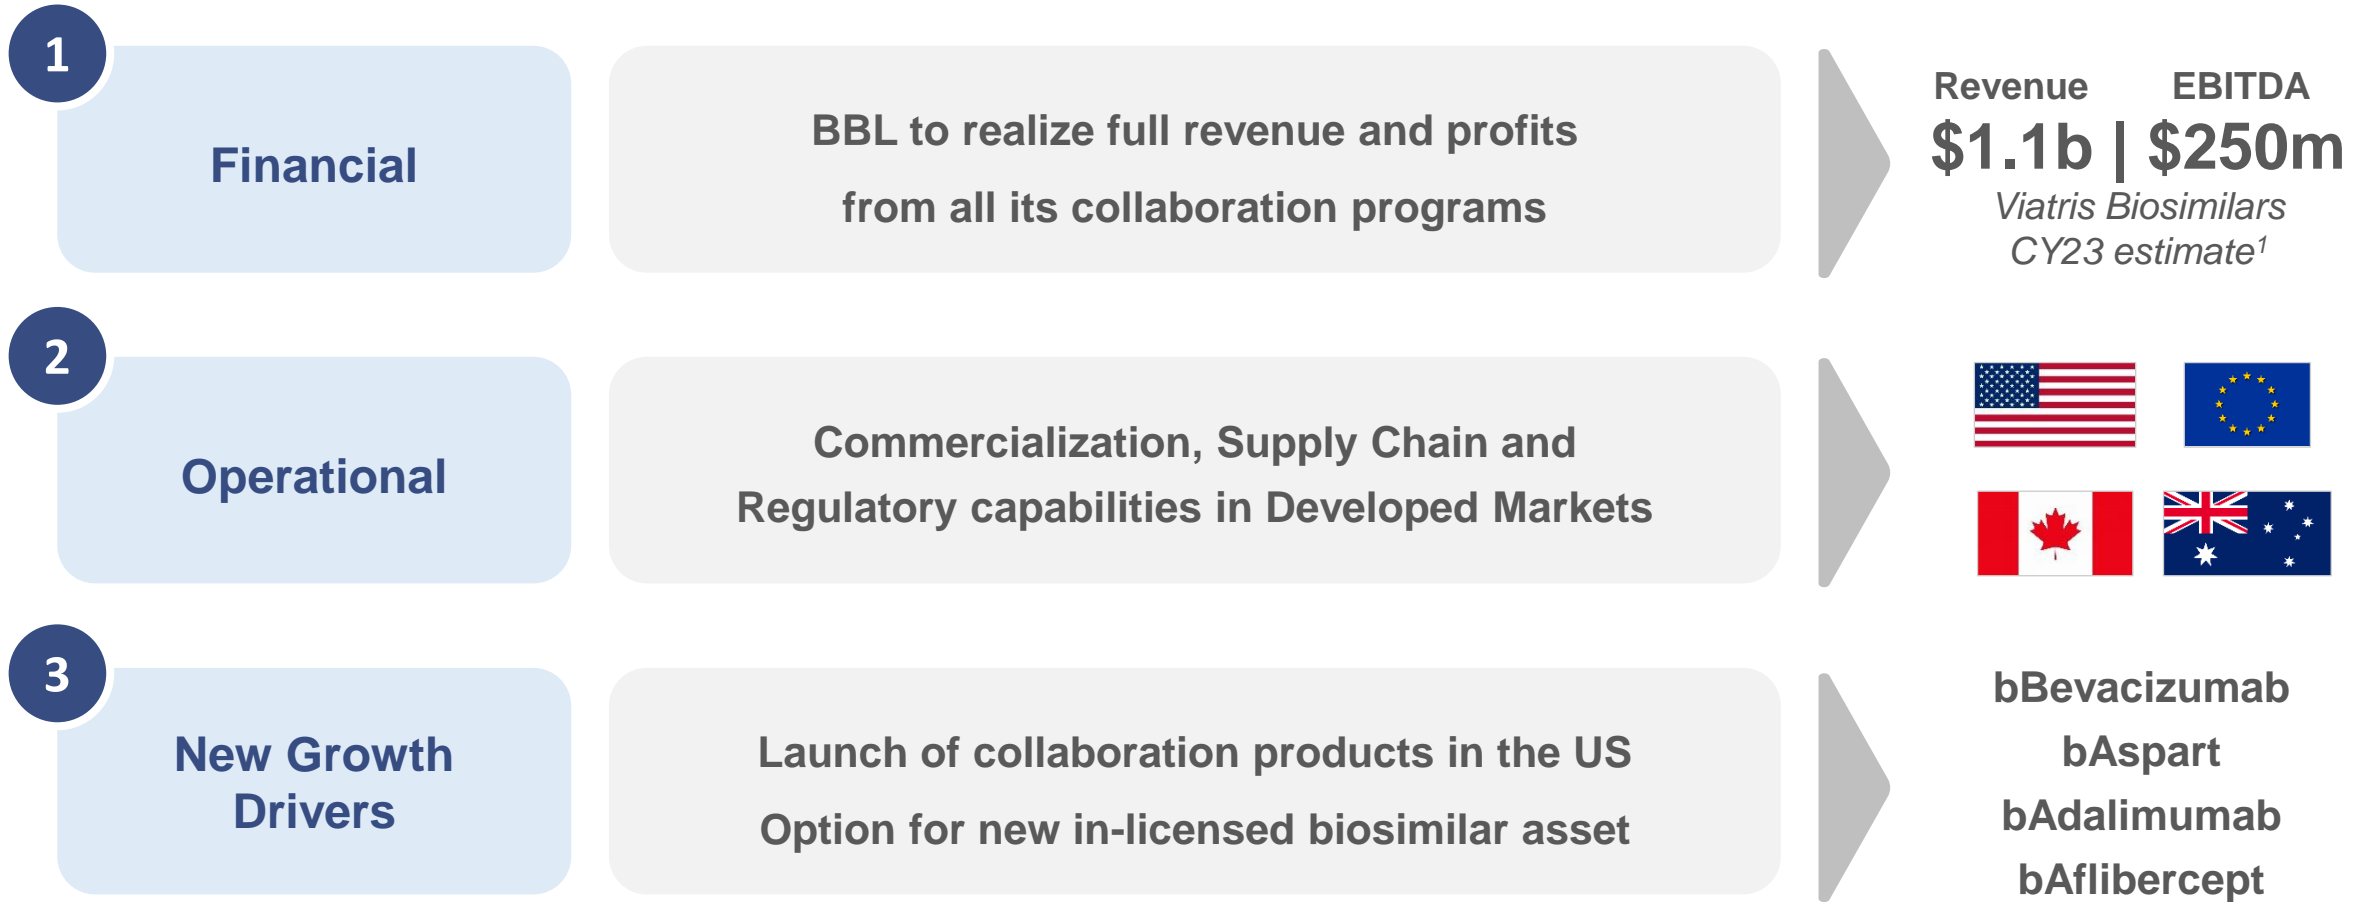 1
Financial
BBL to realize full revenue and profits
from all its collaboration programs
Revenue EBITDA
$1.1b | $250m
Viatris Biosimilars
CY23 estimate¹
2
Operational
Commercialization, Supply Chain and
Regulatory capabilities in Developed Markets
3
New Growth
Drivers
Launch of collaboration products in the US
Option for new in-licensed biosimilar asset
bBevacizumab
bAspart
bAdalimumab
bAflibercept